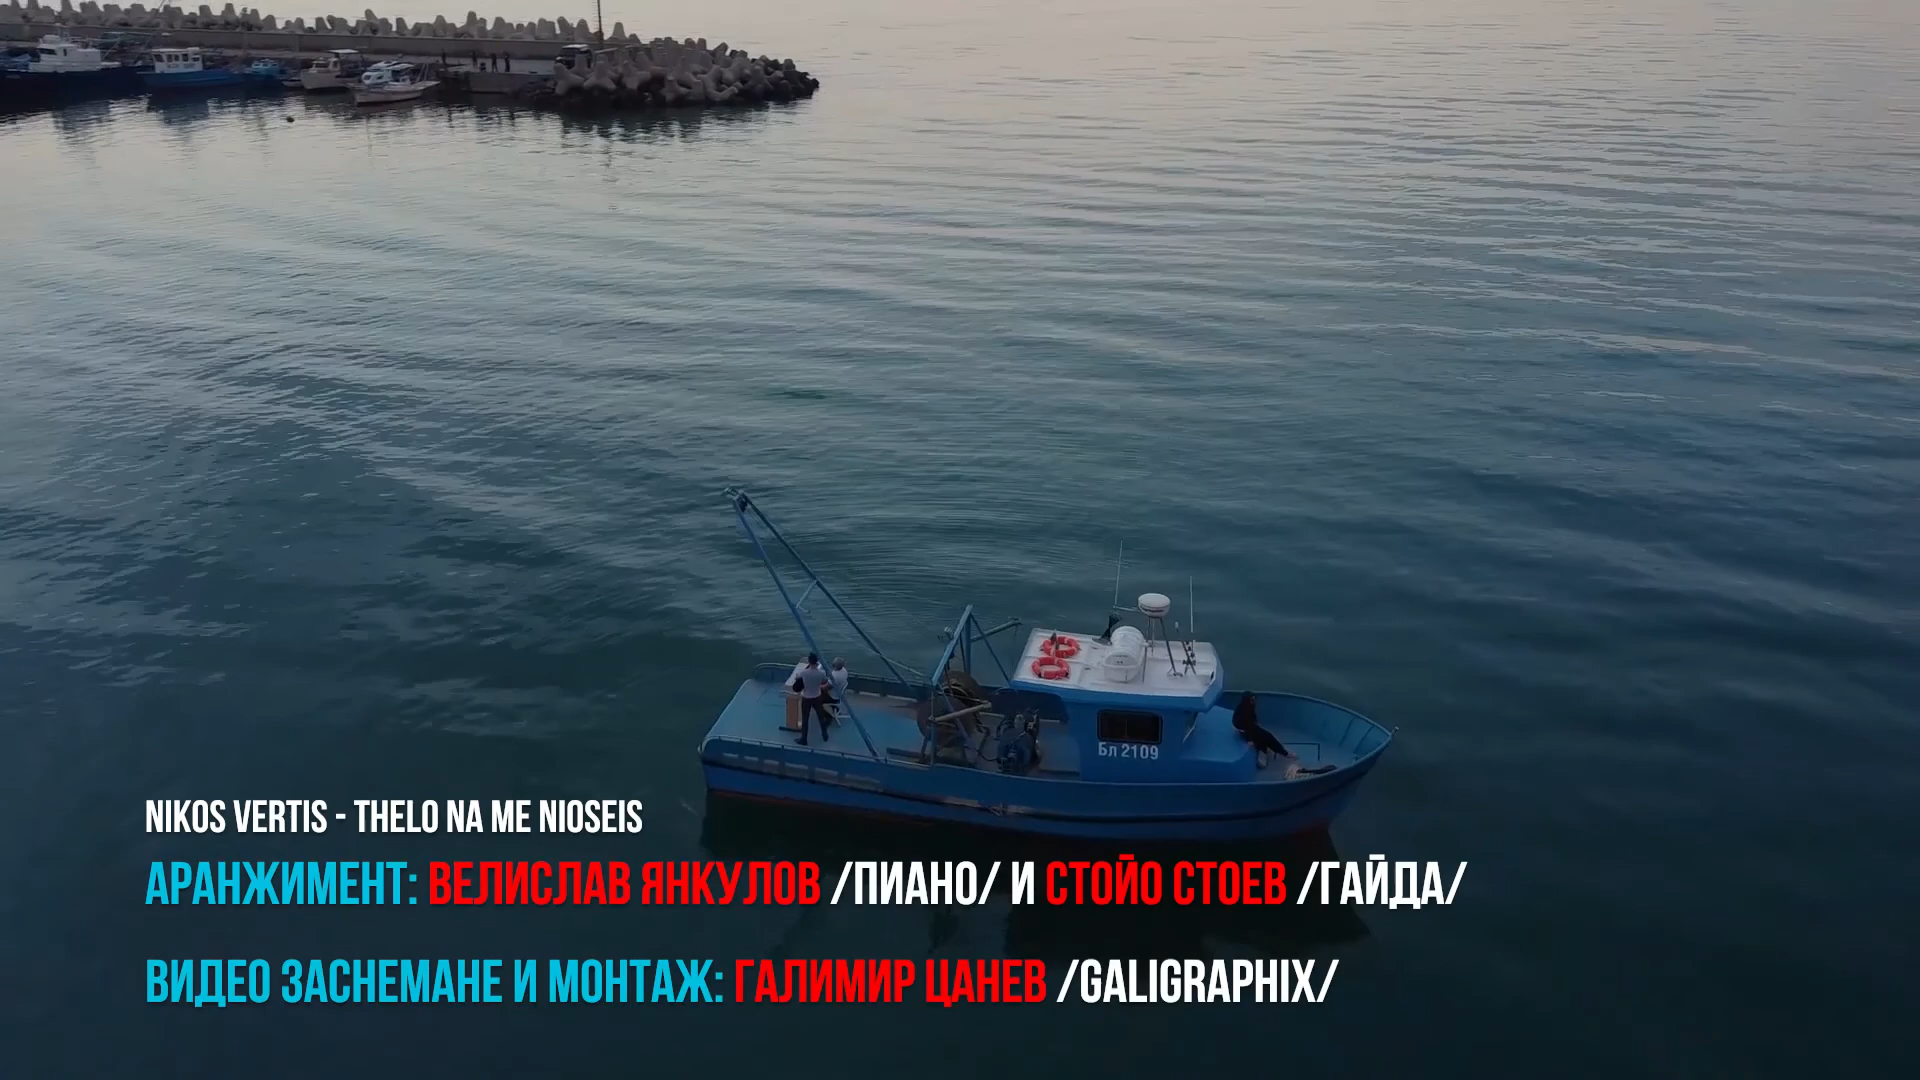 Бл 2109
NIKOS VERTIS - THELO NA ME NIOSEIS
АРАНЖИМЕНТ: ВЕЛИСЛАВ ЯНКУЛОВ /ПИАНО/ И СТОЙО СТОЕВ /ГАЙДА/
ВИДЕО ЗАСНЕМАНЕ И МОНТАЖ: ГАЛИМИР ЦАНЕВ /GALIGRAPHIX/